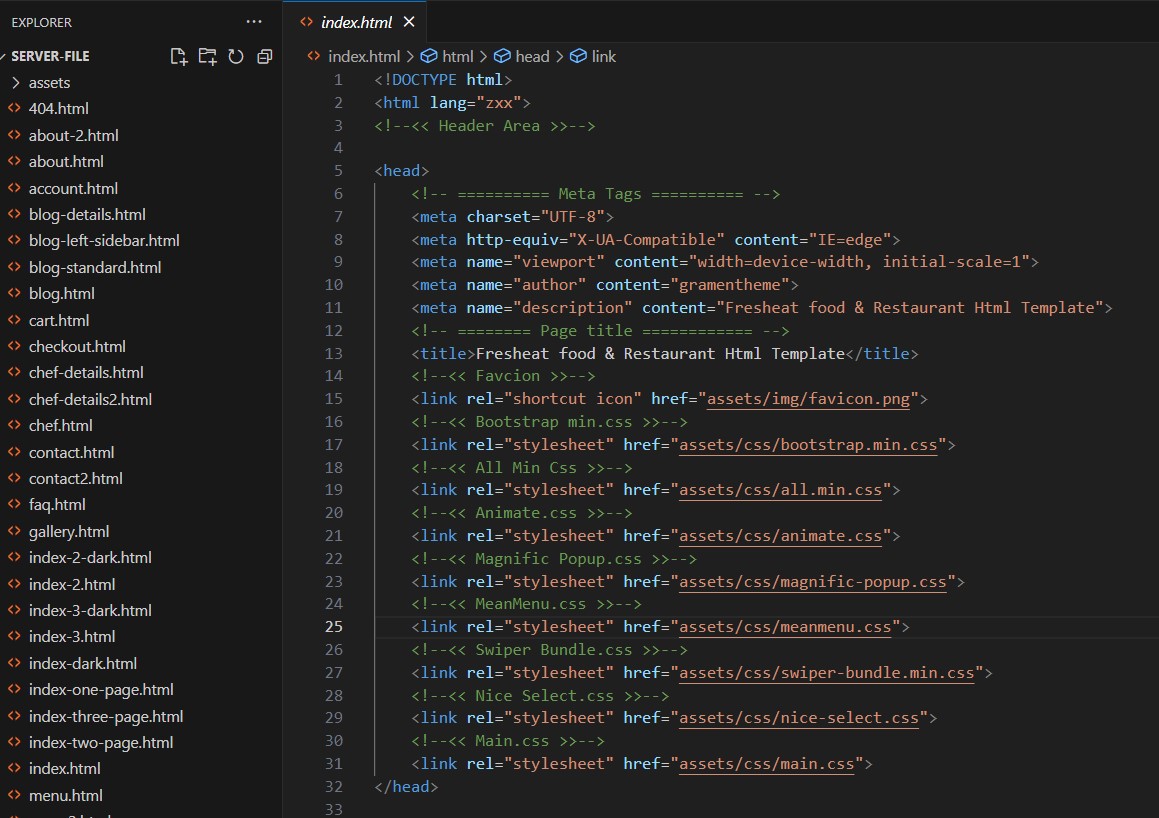 EXPLORER
SERVER-FILE
assets
404.html
about-2.html
about.html
account.html
blog-details.html
blog-left-sidebar.html
blog-standard.html
blog.html
cart.html
checkout.html
chef-details.html
chef-details2.html
chef.html
contact.html
contact2.html
faq.html
gallery.html
index-2-dark.html
index-2.html
index-3-dark.html
index-3.html
index-dark.html
index-one-page.html
index-three-page.html
index-two-page.html
index.html
menu.html
index.html
index.html > html > head > link
1 <!DOCTYPE html>
2 <html lang="zxx">
3 <!--<< Header Area >>-->
4
5 <head>
6 <!-- ========== Meta Tags ========== -->
7 <meta charset="UTF-8">
8 <meta http-equiv="X-UA-Compatible" content="IE=edge">
9 <meta name="viewport" content="width=device-width, initial-scale=1">
10 <meta name="author" content="gramentheme">
11 <meta name="description" content="Fresheat food & Restaurant Html Template">
12 <!-- ======== Page title ============ -->
13 <title>Fresheat food & Restaurant Html Template</title>
14 <!--<< Favcion >>-->
15 <link rel="shortcut icon" href="assets/img/favicon.png">
16 <!--<< Bootstrap min.css >>-->
17 <link rel="stylesheet" href="assets/css/bootstrap.min.css">
18 <!--<< All Min Css >>-->
19 <link rel="stylesheet" href="assets/css/all.min.css">
20 <!--<< Animate.css >>-->
21 <link rel="stylesheet" href="assets/css/animate.css">
22 <!--<< Magnific Popup.css >>-->
23 <link rel="stylesheet" href="assets/css/magnific-popup.css">
24 <!--<< MeanMenu.css >>-->
25 <link rel="stylesheet" href="assets/css/meanmenu.css">
26 <!--<< Swiper Bundle.css >>-->
27 <link rel="stylesheet" href="assets/css/swiper-bundle.min.css">
28 <!--<< Nice Select.css >>-->
29 <link rel="stylesheet" href="assets/css/nice-select.css">
30 <!--<< Main.css >>-->
31 <link rel="stylesheet" href="assets/css/main.css">
32 </head>
33